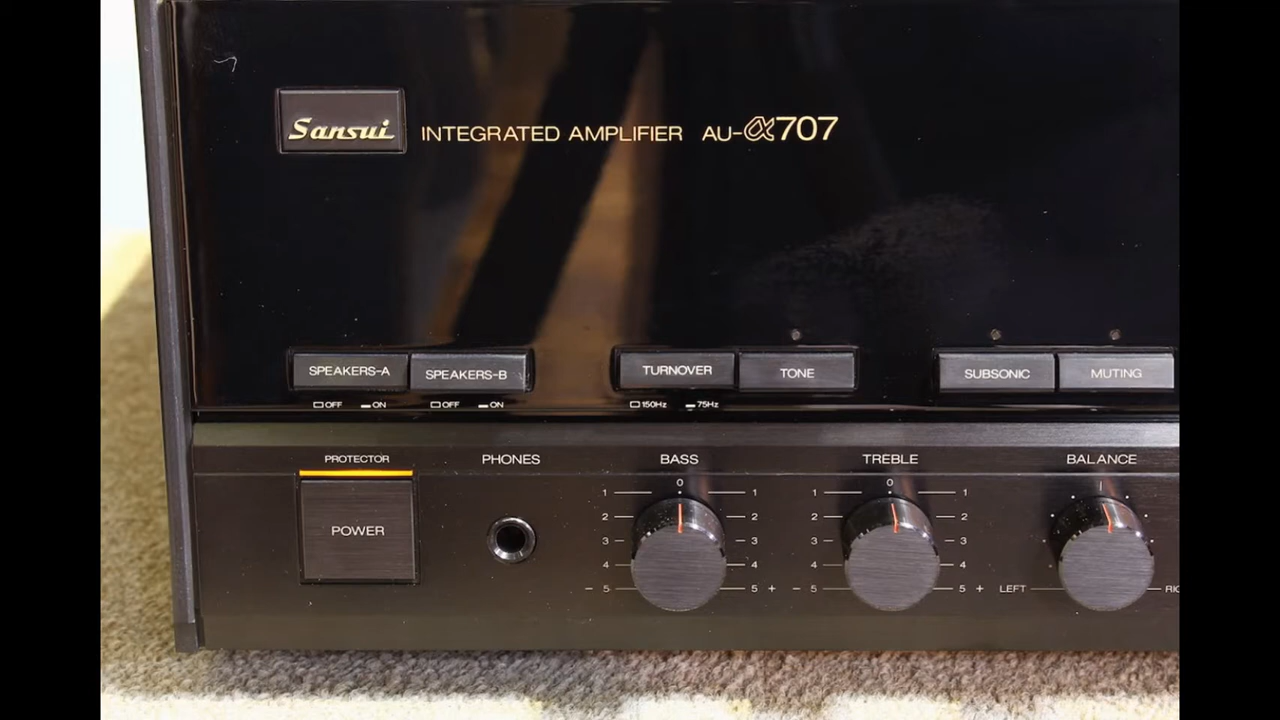 Sansui INTEGRATED AMPLIFIER AU-α707
SPEAKERS-A SPEAKERS-B TURNOVER TONE SUBSONIC MUTING
OFF ON OFF ON 150Hz 75Hz
PROTECTOR PHONES BASS TREBLE BALANCE
0 0
1 1 1 1
2 2 2 2
POWER
3 3 3 3
4 4 4 4
− 5 5 + − 5 5 + LEFT